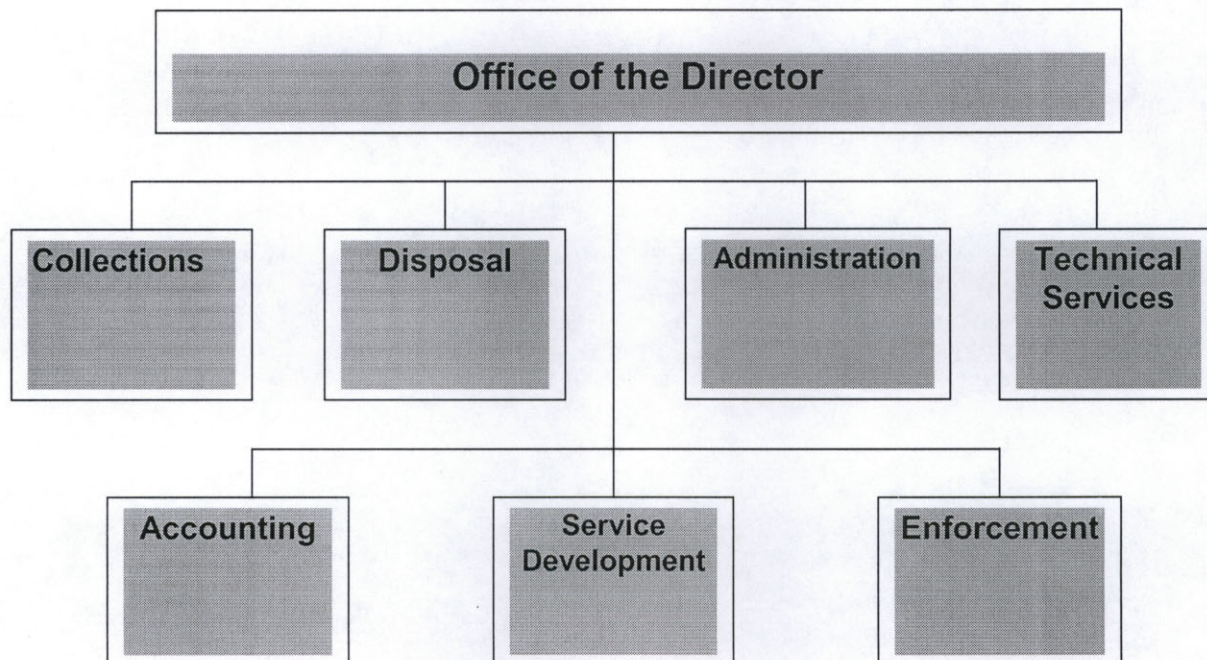 Office of the Director
Collections
Disposal
Administration
Technical
Services
Accounting
Service
Development
Enforcement